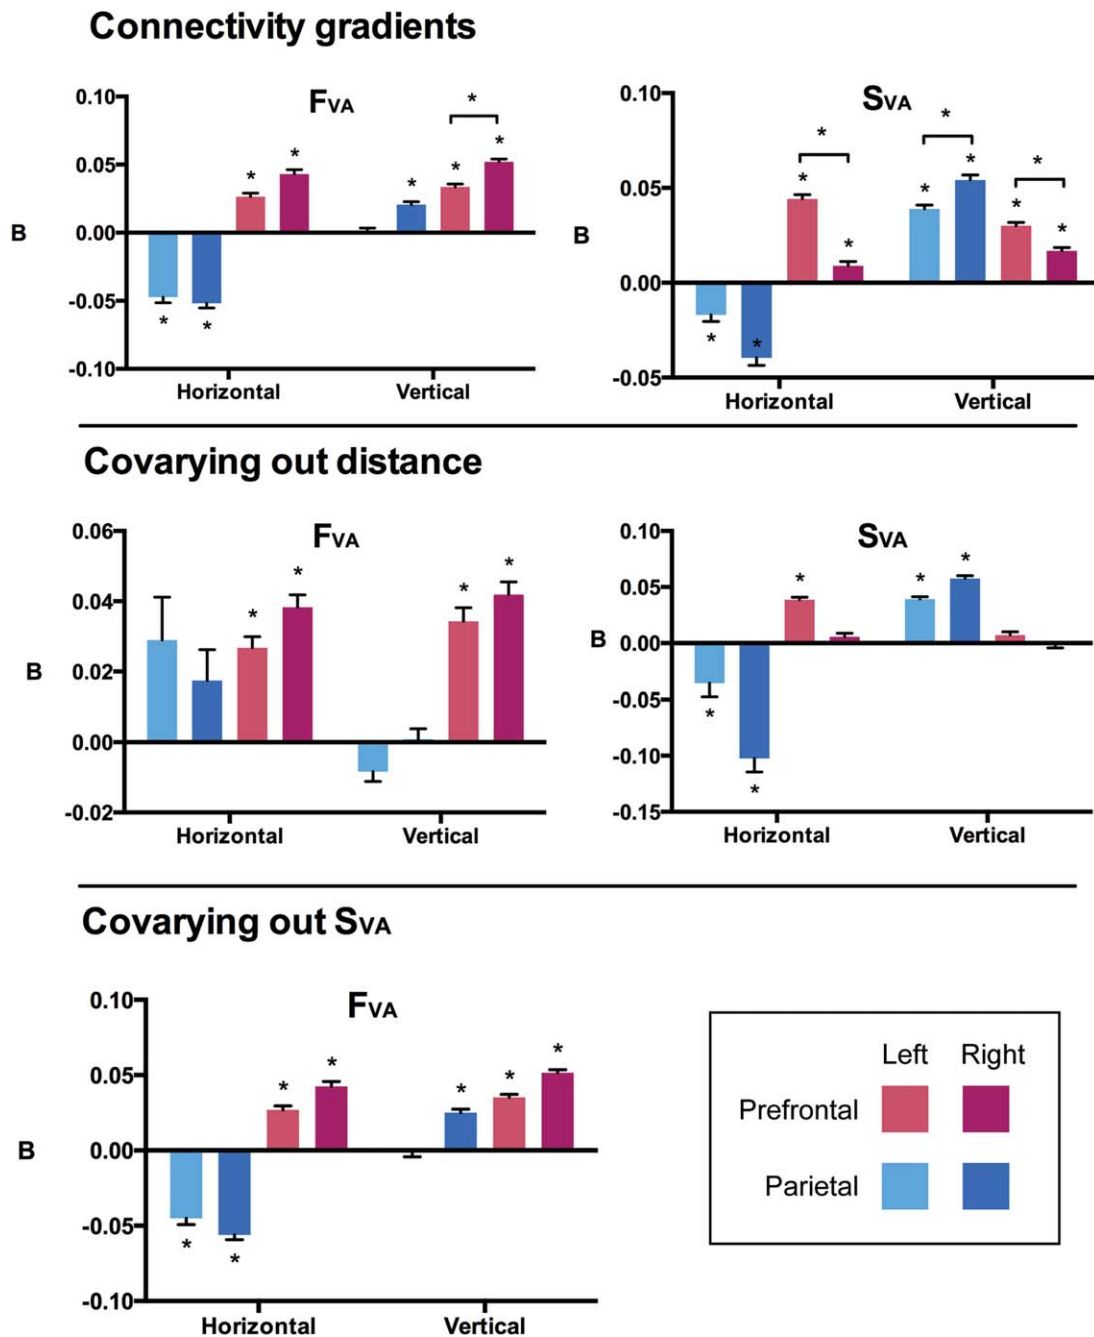 Connectivity gradients
FVA
SVA
0.10
0.05
0.00
-0.05
-0.10
B
* * * * * * * * *
Horizontal
Vertical
0.10
0.05
0.00
-0.05
B
* * * * * * * * * * *
Horizontal
Vertical
Covarying out distance
FVA
SVA
0.06
0.04
0.02
0.00
-0.02
B
* * * *
Horizontal
Vertical
0.10
0.05
0.00
-0.05
-0.10
-0.15
B
* * * * *
Horizontal
Vertical
Covarying out SVA
FVA
0.10
0.05
0.00
-0.05
-0.10
B
* * * * * * *
Horizontal
Vertical
Left Right
Prefrontal
Parietal